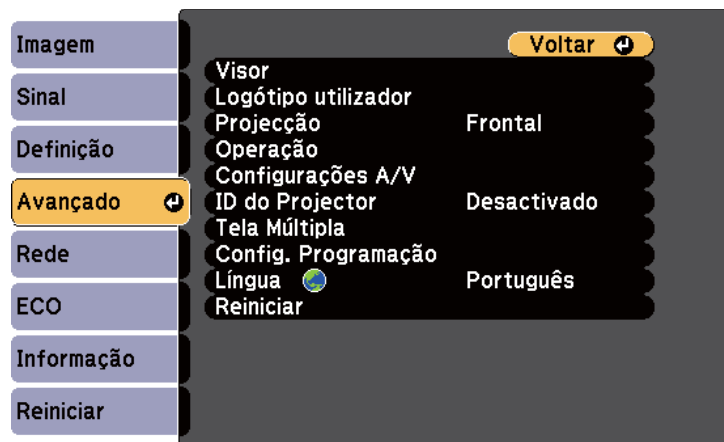 Imagem
Sinal
Definição
Avançado
Rede
ECO
Informação
Reiniciar
Voltar
Visor
Logótipo utilizador
Projecção Frontal
Operação
Configurações A/V
ID do Projector Desactivado
Tela Múltipla
Config. Programação
Língua Português
Reiniciar